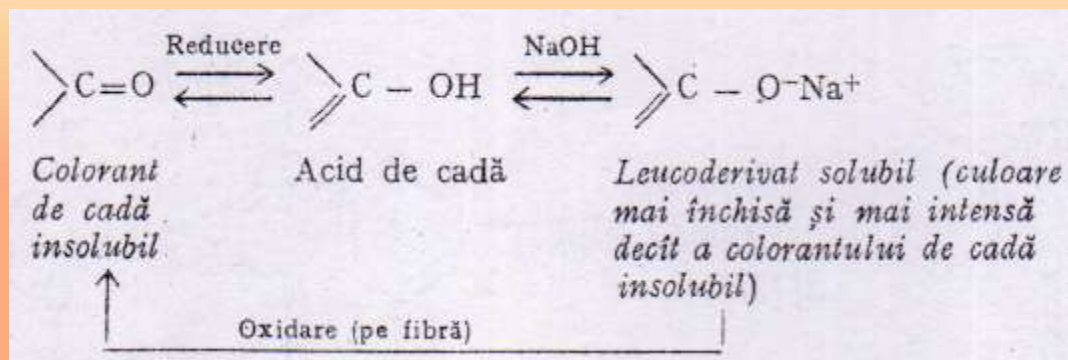 Reducere
NaOH
C=O
C – OH
C – O⁻Na⁺
Colorant
de cadă
insolubil
Acid de cadă
Leucoderivat solubil (culoare
mai închisă și mai intensă
decît a colorantului de cadă
insolubil)
Oxidare (pe fibră)